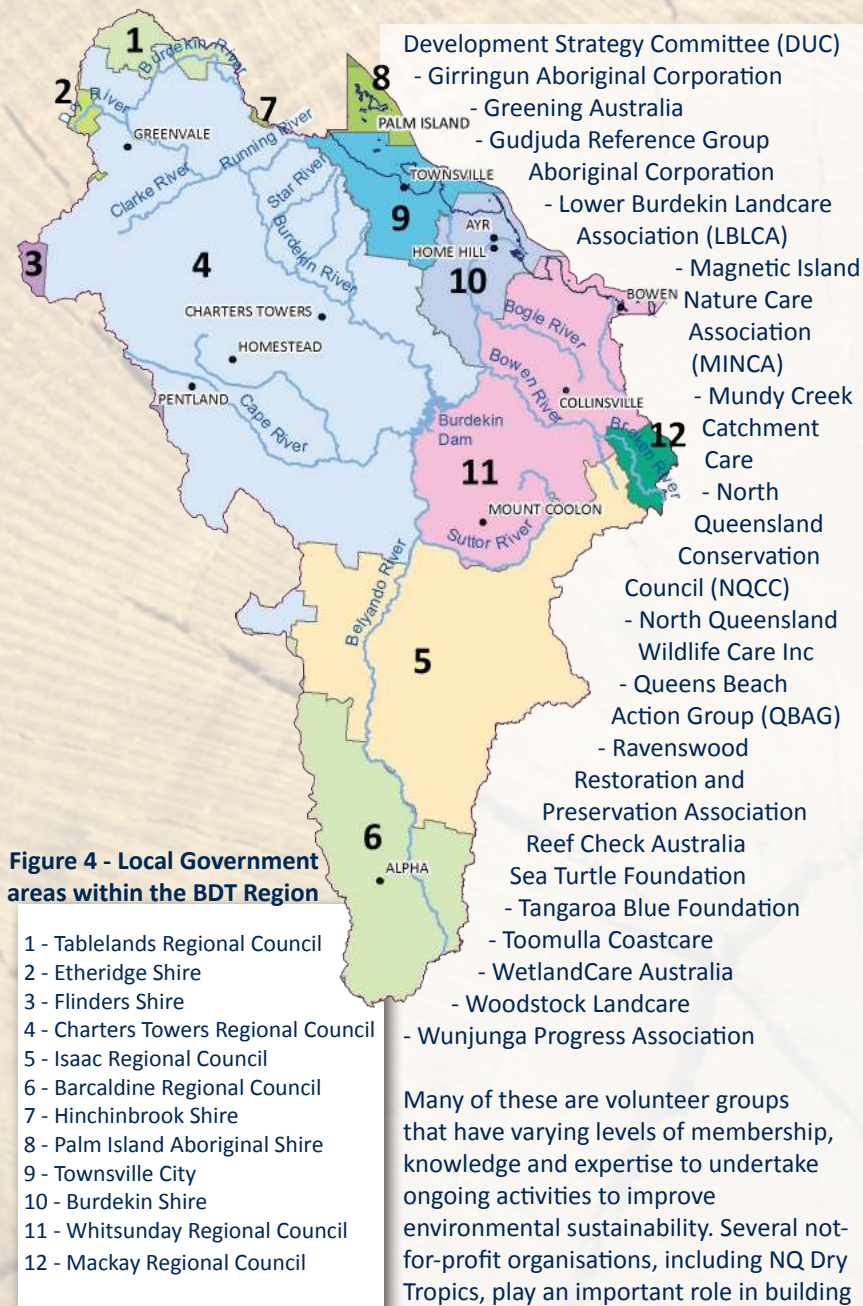 1
Burdekin River
2
Dry River
GREENVALE
Clarke River
Running River
7
8
PALM ISLAND
Star River
TOWNSVILLE
9
3
4
Burdekin River
AYR
HOME HILL
10
CHARTERS TOWERS
HOMESTEAD
PENTLAND
Cape River
Bogie River
BOWEN
Bowen River
COLLINSVILLE
Burdekin
Dam
12
Broken River
11
MOUNT COOLON
Suttor River
Belyando River
5
6
ALPHA
Figure 4 - Local Government
areas within the BDT Region
1 - Tablelands Regional Council
2 - Etheridge Shire
3 - Flinders Shire
4 - Charters Towers Regional Council
5 - Isaac Regional Council
6 - Barcaldine Regional Council
7 - Hinchinbrook Shire
8 - Palm Island Aboriginal Shire
9 - Townsville City
10 - Burdekin Shire
11 - Whitsunday Regional Council
12 - Mackay Regional Council
Development Strategy Committee (DUC)
- Girringun Aboriginal Corporation
- Greening Australia
- Gudjuda Reference Group
Aboriginal Corporation
- Lower Burdekin Landcare
Association (LBLCA)
- Magnetic Island
Nature Care
Association
(MINCA)
- Mundy Creek
Catchment
Care
- North
Queensland
Conservation
Council (NQCC)
- North Queensland
Wildlife Care Inc
- Queens Beach
Action Group (QBAG)
- Ravenswood
Restoration and
Preservation Association
Reef Check Australia
Sea Turtle Foundation
- Tangaroa Blue Foundation
- Toomulla Coastcare
- WetlandCare Australia
- Woodstock Landcare
- Wunjunga Progress Association
Many of these are volunteer groups
that have varying levels of membership,
knowledge and expertise to undertake
ongoing activities to improve
environmental sustainability. Several not-
for-profit organisations, including NQ Dry
Tropics, play an important role in building